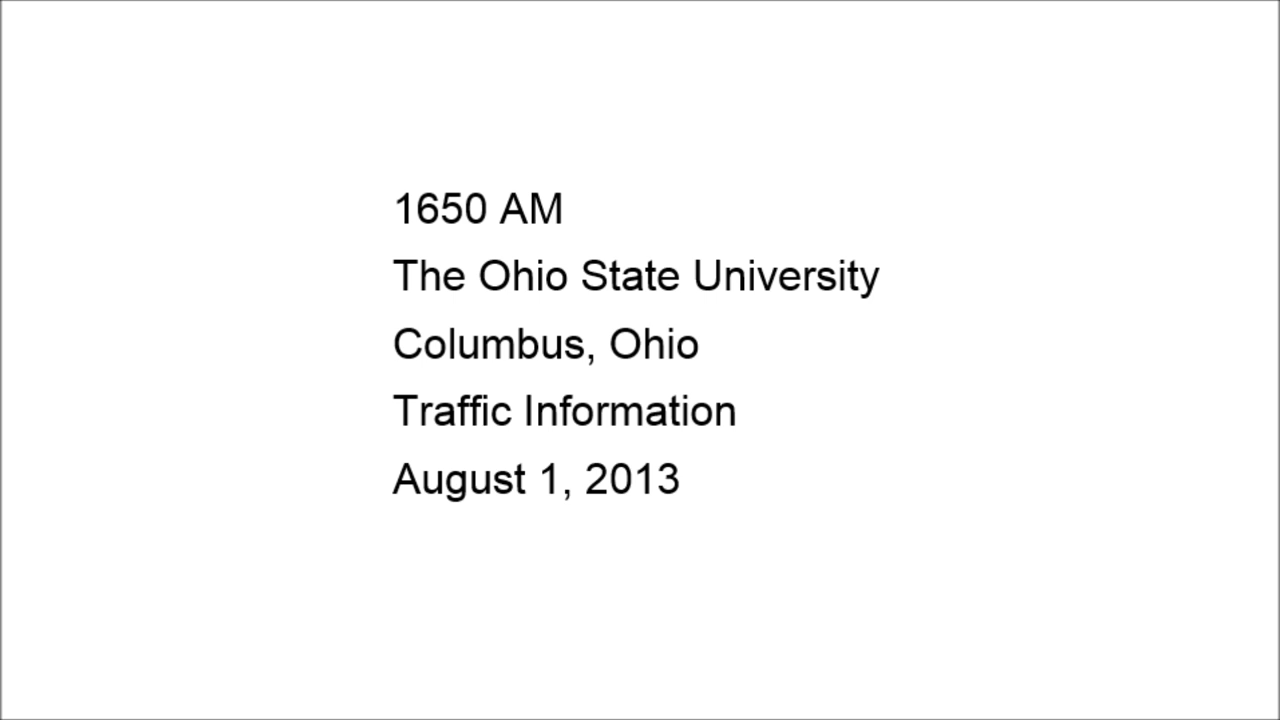 1650 AM
The Ohio State University
Columbus, Ohio
Traffic Information
August 1, 2013